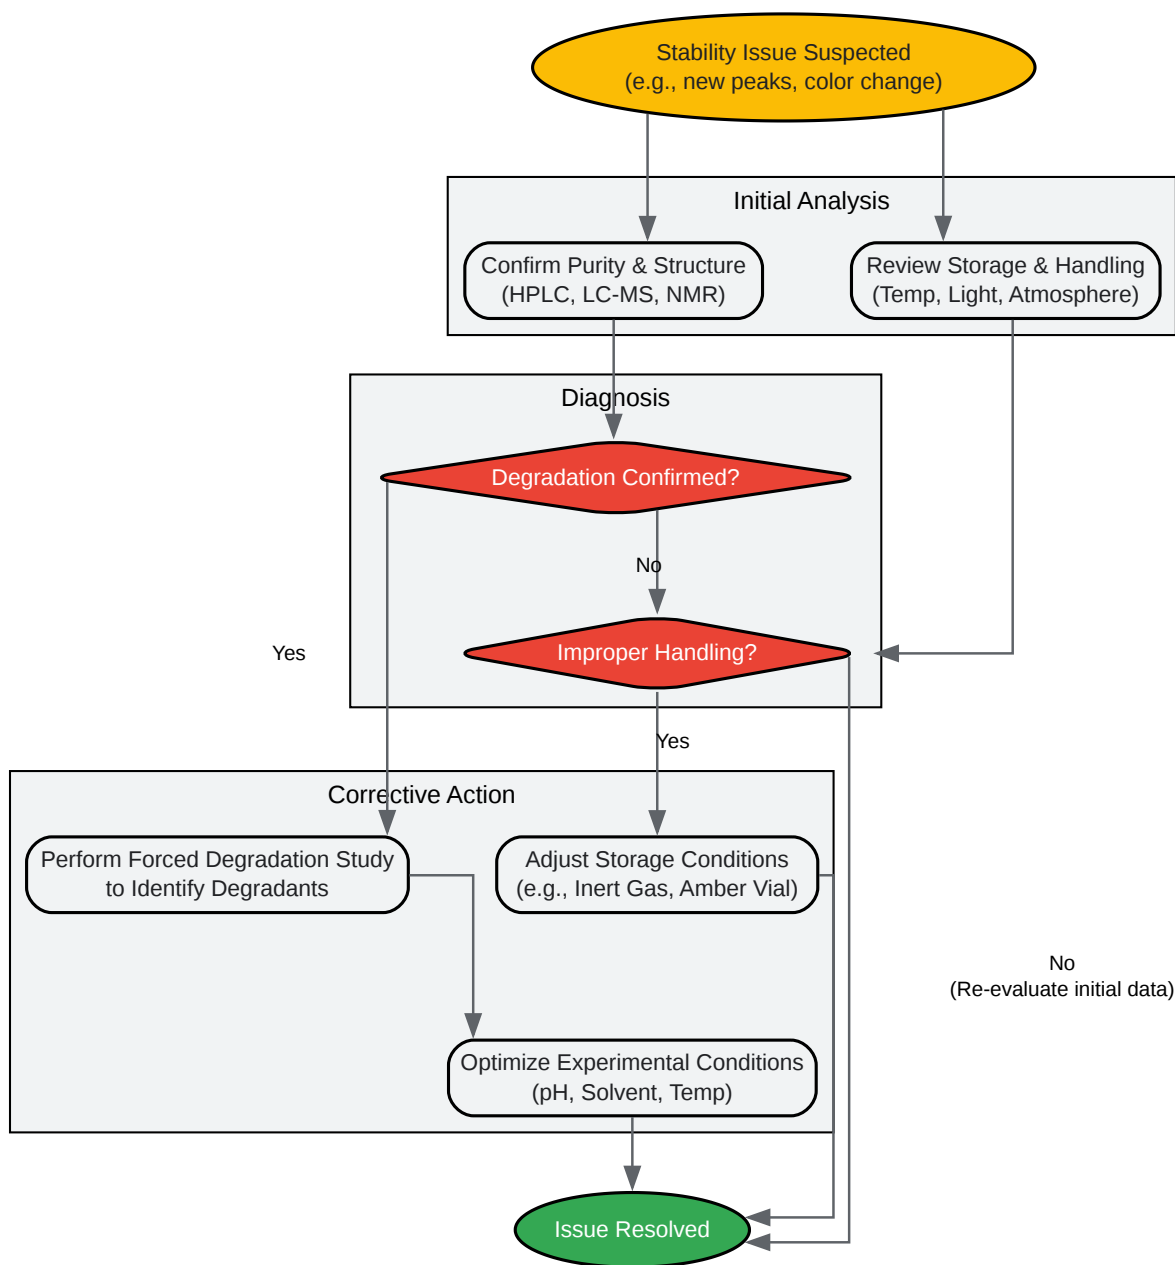 Stability Issue Suspected
(e.g., new peaks, color change)
Initial Analysis
Confirm Purity & Structure
(HPLC, LC-MS, NMR)
Review Storage & Handling
(Temp, Light, Atmosphere)
Diagnosis
Degradation Confirmed?
No
Improper Handling?
Yes
Yes
Corrective Action
Perform Forced Degradation Study
to Identify Degradants
Adjust Storage Conditions
(e.g., Inert Gas, Amber Vial)
No
(Re-evaluate initial data)
Optimize Experimental Conditions
(pH, Solvent, Temp)
Issue Resolved